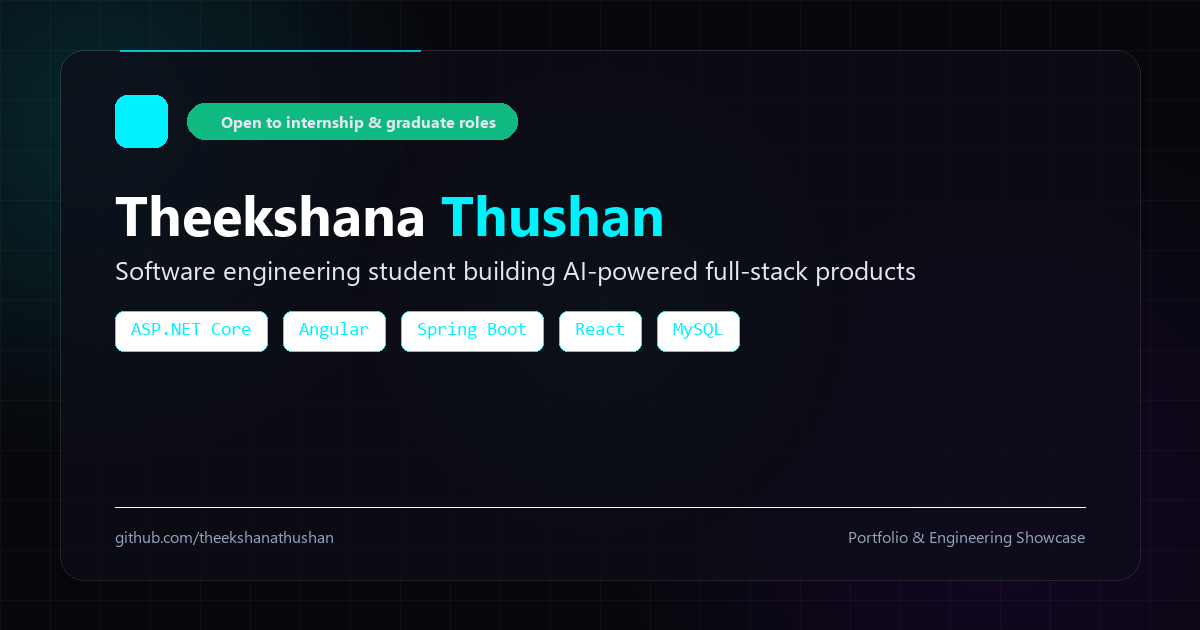 Open to internship & graduate roles
Theekshana Thushan
Software engineering student building AI-powered full-stack products
ASP.NET Core Angular Spring Boot React MySQL
github.com/theekshanathushan Portfolio & Engineering Showcase